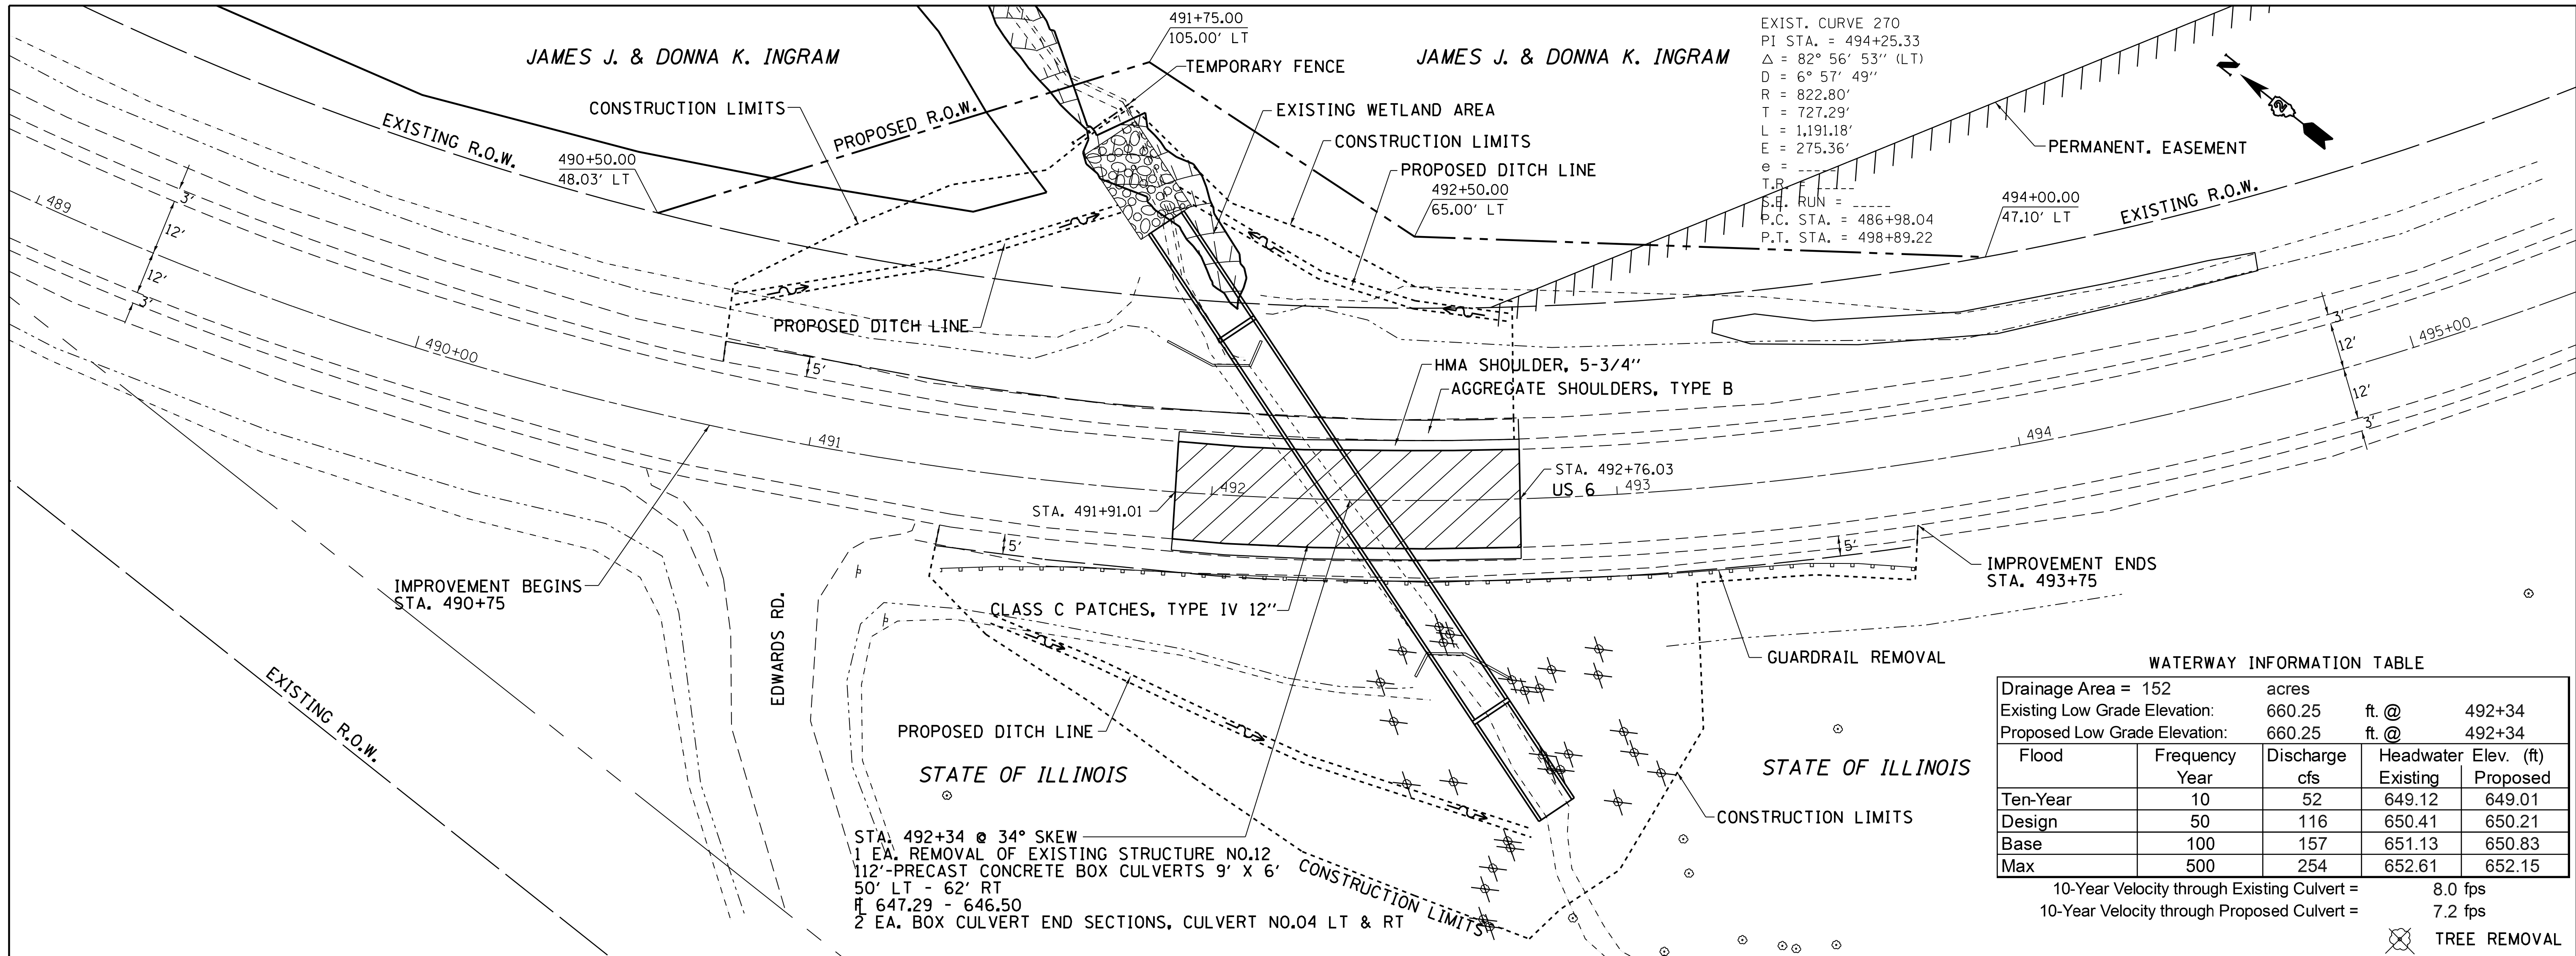 491+75.00
105.00' LT
JAMES J. & DONNA K. INGRAM
TEMPORARY FENCE
JAMES J. & DONNA K. INGRAM
EXIST. CURVE 270
PI STA. = 494+25.33
Δ = 82° 56' 53" (LT)
D = 6° 57' 49"
R = 822.80'
T = 727.29'
L = 1,191.18'
E = 275.36'
e = _____
T.R. = _____
S.E. RUN = _____
P.C. STA. = 486+98.04
P.T. STA. = 498+89.22
N
2
CONSTRUCTION LIMITS
PROPOSED R.O.W.
EXISTING WETLAND AREA
CONSTRUCTION LIMITS
PROPOSED DITCH LINE
PERMANENT. EASEMENT
EXISTING R.O.W.
490+50.00
48.03' LT
492+50.00
65.00' LT
494+00.00
47.10' LT
EXISTING R.O.W.
489
3'
12'
12'
3'
490+00
PROPOSED DITCH LINE
5'
HMA SHOULDER, 5-3/4"
AGGREGATE SHOULDERS, TYPE B
3'
12'
12'
3'
495+00
491
492
493
494
STA. 492+76.03
US 6
STA. 491+91.01
5'
5'
IMPROVEMENT BEGINS
STA. 490+75
EDWARDS RD.
CLASS C PATCHES, TYPE IV 12"
IMPROVEMENT ENDS
STA. 493+75
GUARDRAIL REMOVAL
EXISTING R.O.W.
PROPOSED DITCH LINE
STATE OF ILLINOIS
STATE OF ILLINOIS
CONSTRUCTION LIMITS
STA. 492+34 @ 34° SKEW
1 EA. REMOVAL OF EXISTING STRUCTURE NO.12
112'-PRECAST CONCRETE BOX CULVERTS 9' X 6'
50' LT - 62' RT
FL 647.29 - 646.50
2 EA. BOX CULVERT END SECTIONS, CULVERT NO.04 LT & RT
CONSTRUCTION LIMITS
WATERWAY INFORMATION TABLE
Drainage Area = 152 acres
Existing Low Grade Elevation: 660.25 ft. @ 492+34
Proposed Low Grade Elevation: 660.25 ft. @ 492+34
Flood Frequency Discharge Headwater Elev. (ft)
Year cfs Existing Proposed
Ten-Year 10 52 649.12 649.01
Design 50 116 650.41 650.21
Base 100 157 651.13 650.83
Max 500 254 652.61 652.15
10-Year Velocity through Existing Culvert = 8.0 fps
10-Year Velocity through Proposed Culvert = 7.2 fps
TREE REMOVAL